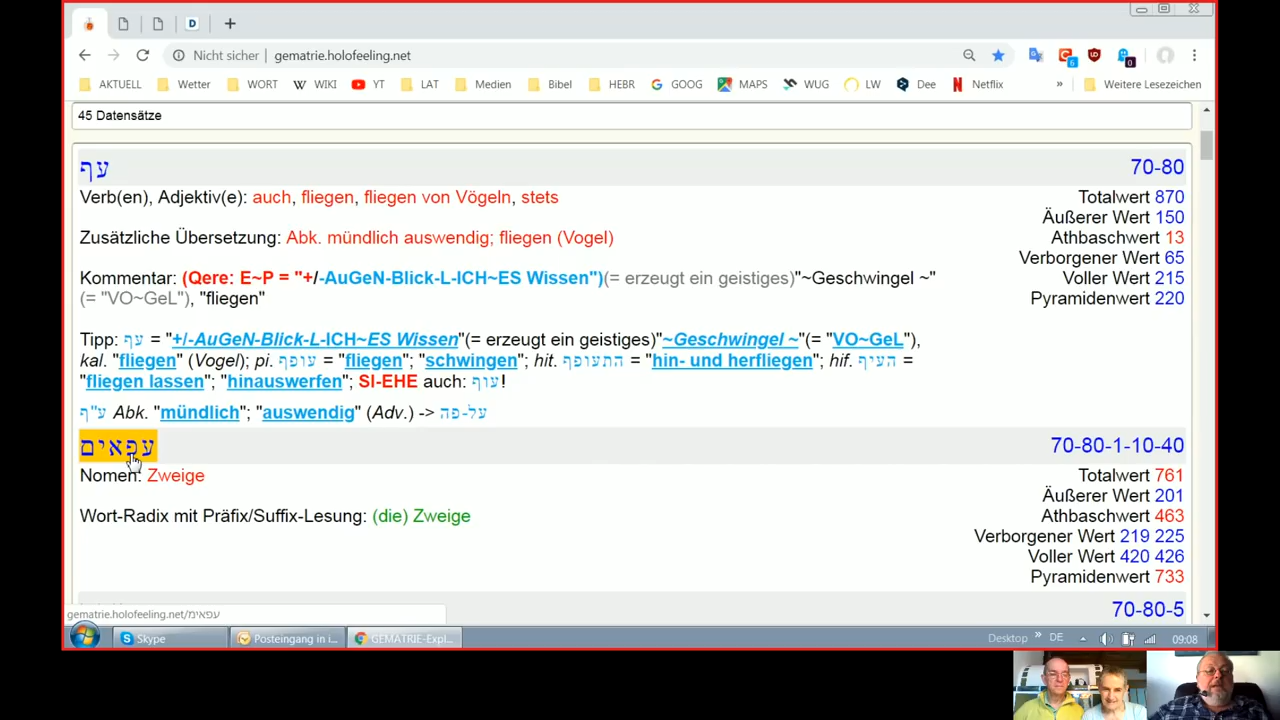 Nicht sicher | gematrie.holofeeling.net
AKTUELL Wetter WORT WIKI YT LAT Medien Bibel HEBR GOOG MAPS WUG LW Dee Netflix » Weitere Lesezeichen
45 Datensätze
עף 70-80
Verb(en), Adjektiv(e): auch, fliegen, fliegen von Vögeln, stets
Totalwert 870
Äußerer Wert 150
Zusätzliche Übersetzung: Abk. mündlich auswendig; fliegen (Vogel)
Athbaschwert 13
Verborgener Wert 65
Kommentar: (Qere: E~P = "+/-AuGeN-Blick-L-ICH~ES Wissen")(= erzeugt ein geistiges)"~Geschwingel ~"
(= "VO~GeL"), "fliegen"
Voller Wert 215
Pyramidenwert 220
Tipp: עף = "+/-AuGeN-Blick-L-ICH~ES Wissen"(= erzeugt ein geistiges)"~Geschwingel ~"(= "VO~GeL"),
kal. "fliegen" (Vogel); pi. עופף = "fliegen"; "schwingen"; hit. התעופף = "hin- und herfliegen"; hif. העיף =
"fliegen lassen"; "hinauswerfen"; SI-EHE auch: עוף!
ע"ף Abk. "mündlich"; "auswendig" (Adv.) -> על-פה
עפאים 70-80-1-10-40
Nomen: Zweige
Totalwert 761
Äußerer Wert 201
Wort-Radix mit Präfix/Suffix-Lesung: (die) Zweige
Athbaschwert 463
Verborgener Wert 219 225
Voller Wert 420 426
Pyramidenwert 733
70-80-5
gematrie.holofeeling.net/עפאימ
Skype Posteingang in i... GEMATRIE-Expl... Desktop » DE 09:08